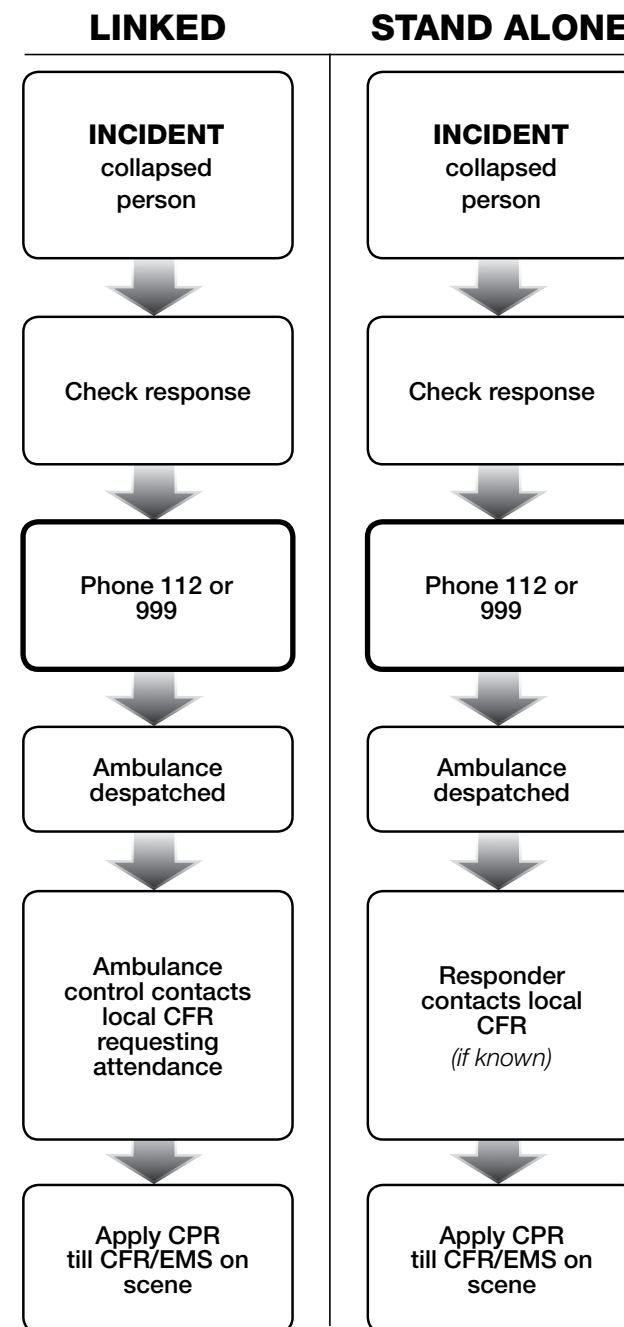 LINKED
INCIDENT
collapsed
person
Check response
Phone 112 or
999
Ambulance
despatched
Ambulance
control contacts
local CFR
requesting
attendance
Apply CPR
till CFR/EMS on
scene
STAND ALONE
INCIDENT
collapsed
person
Check response
Phone 112 or
999
Ambulance
despatched
Responder
contacts local
CFR
(if known)
Apply CPR
till CFR/EMS on
scene